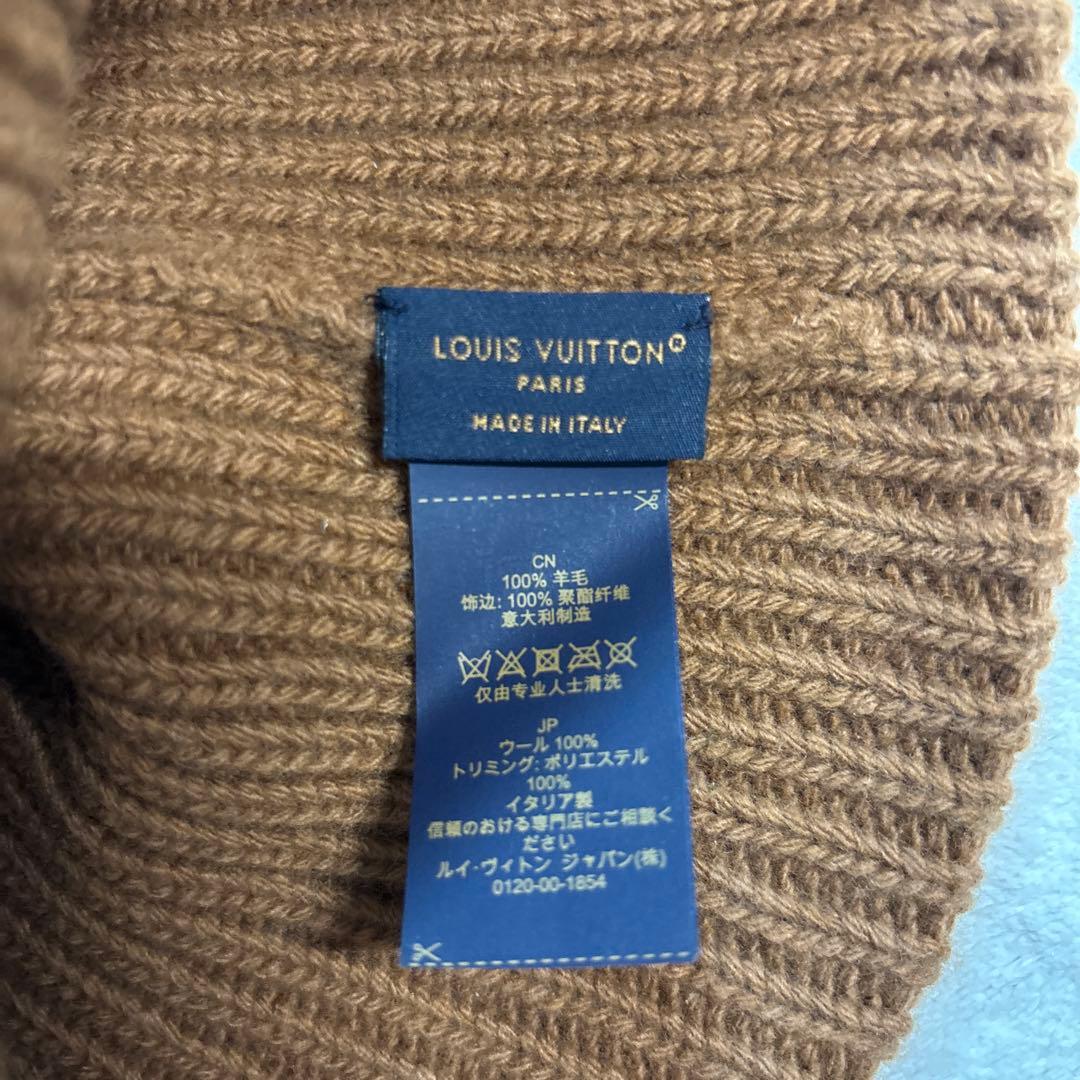 LOUIS VUITTON®
PARIS
MADE IN ITALY
CN
100% 羊毛
饰边: 100% 聚酯纤维
意大利制造
仅由专业人士清洗
JP
ウール 100%
トリミング: ポリエステル
100%
イタリア製
信頼のおける専門店にご相談く
ださい
ルイ･ヴィトン ジャパン(株)
0120-00-1854